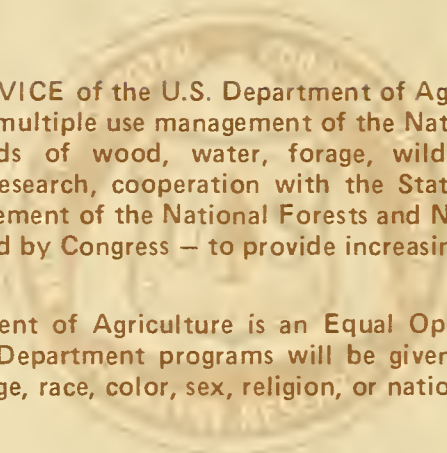 VICE of the U.S. Department of Ag
multiple use management of the Nat
ds of wood, water, forage, wild
esearch, cooperation with the Stat
ement of the National Forests and N
d by Congress — to provide increasin
ent of Agriculture is an Equal Op
Department programs will be given
ge, race, color, sex, religion, or natio